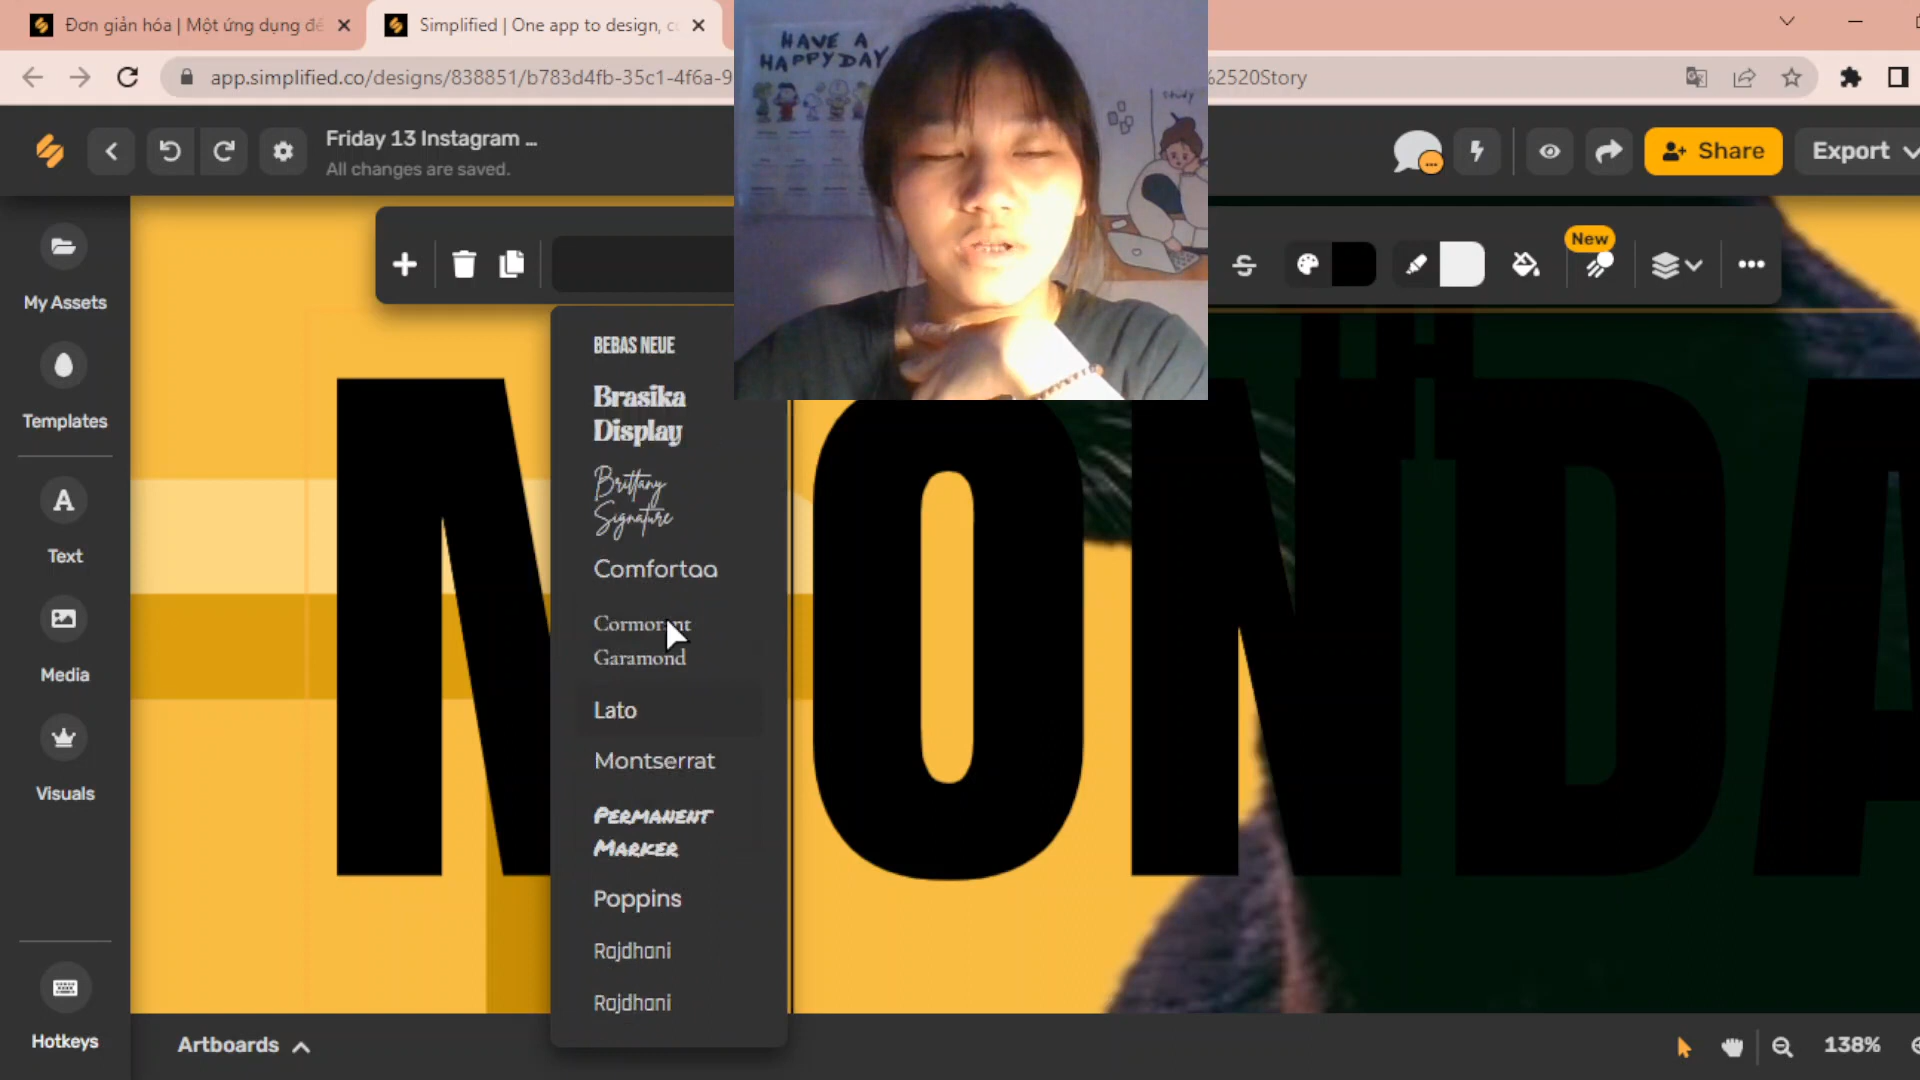 Đơn giản hóa | Một ứng dụng để
Simplified | One app to design, co
app.simplified.co/designs/838851/b783d4fb-35c1-4f6a-9
%2520Story
HAVE A
HAPPY DAY
study
Friday 13 Instagram ...
All changes are saved.
Share
Export
New
My Assets
Templates
Text
Media
Visuals
Hotkeys
BEBAS NEUE
Brasika
Display
Brittany
Signature
Comfortaa
Cormorant
Garamond
Lato
Montserrat
PERMANENT
MARKER
Poppins
Rajdhani
Rajdhani
MONDA
Artboards
138%